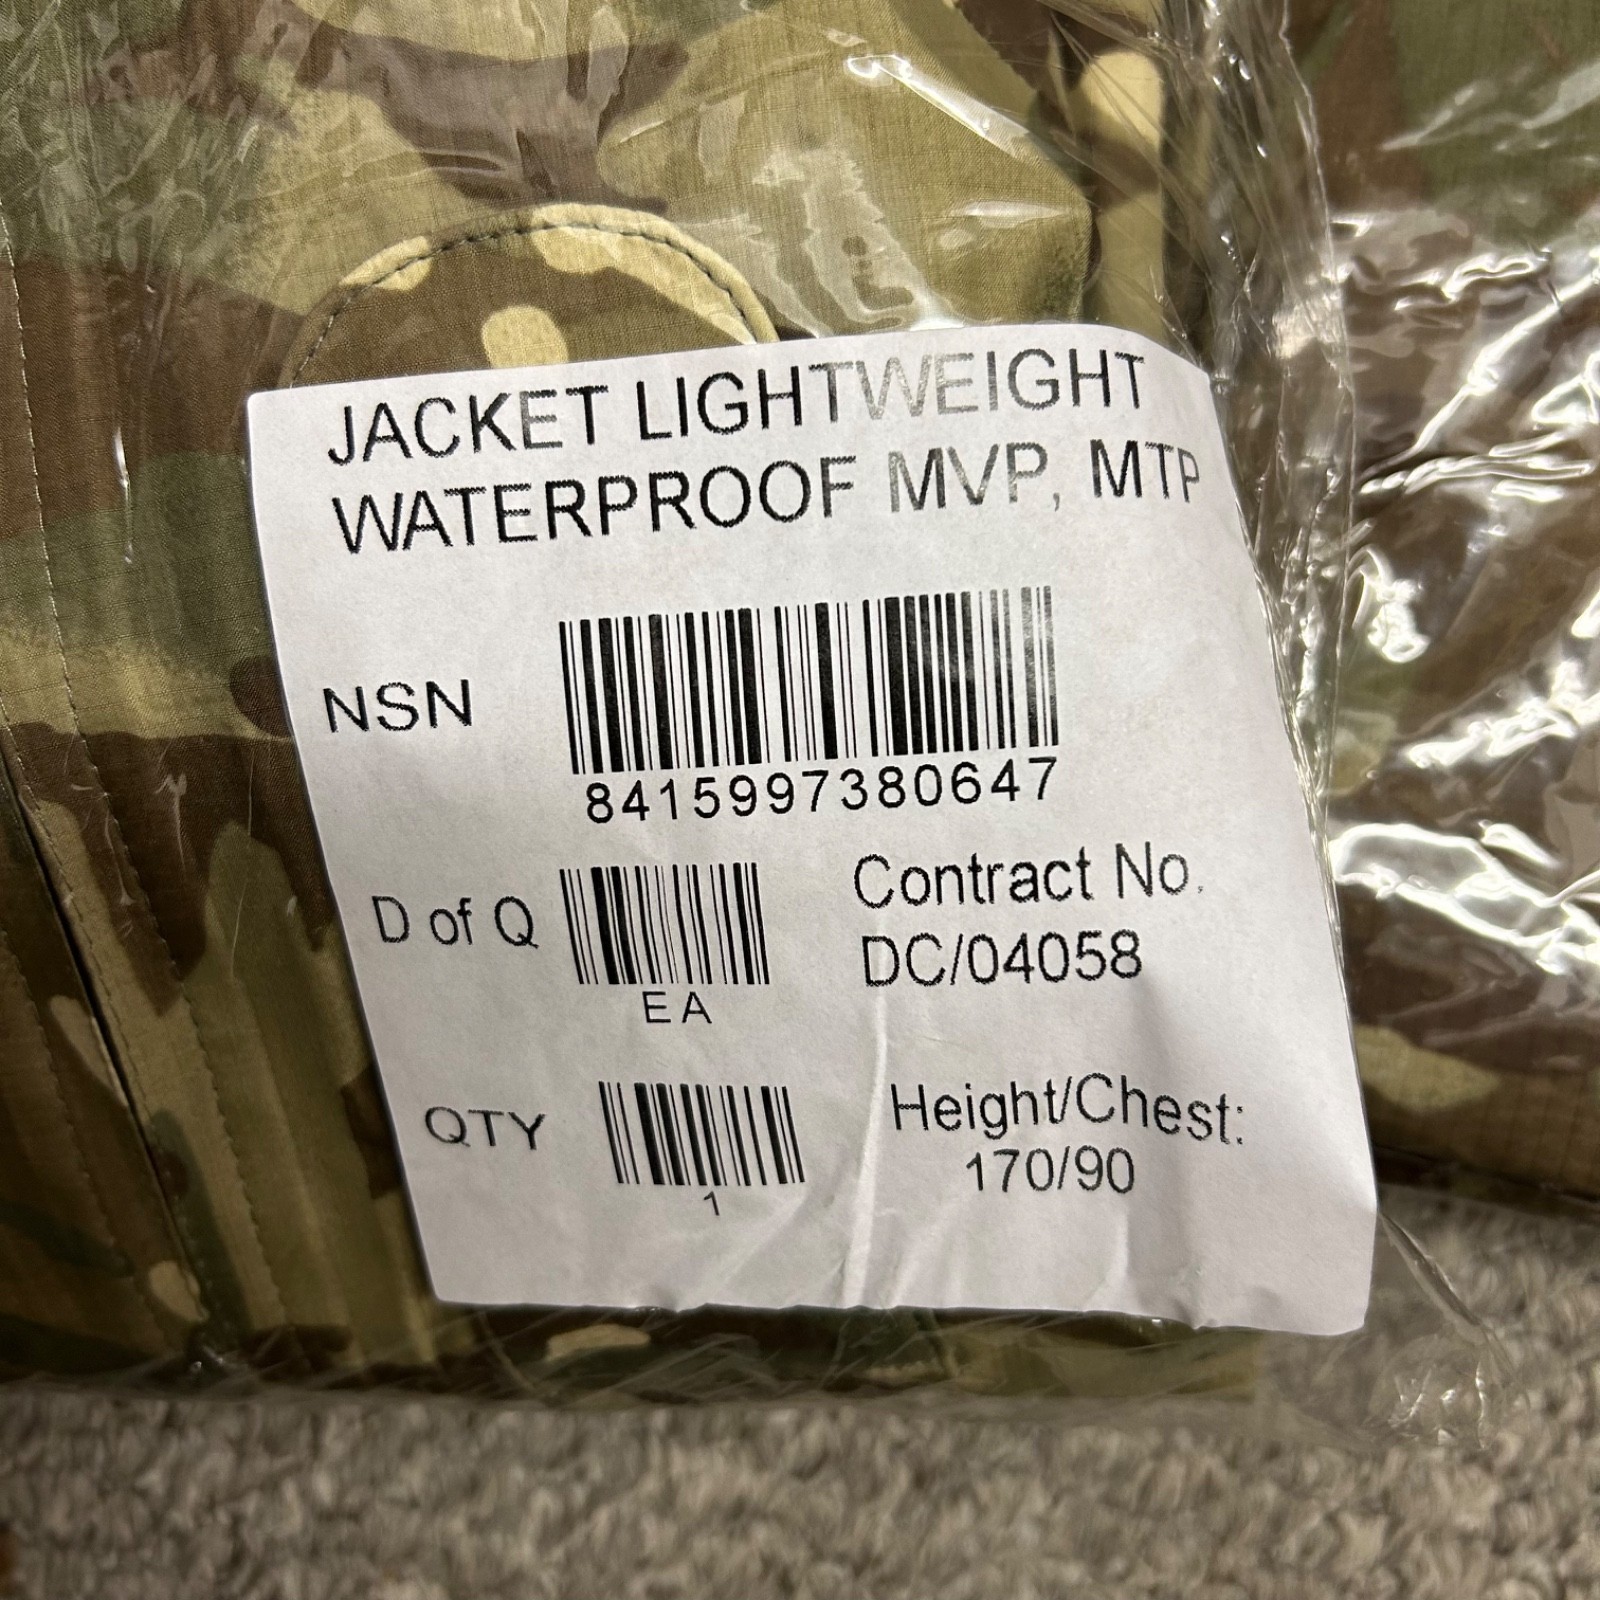 JACKET LIGHTWEIGHT
WATERPROOF MVP, MTP
NSN
8415997380647
D of Q
EA
Contract No.
DC/04058
QTY
1
Height/Chest:
170/90